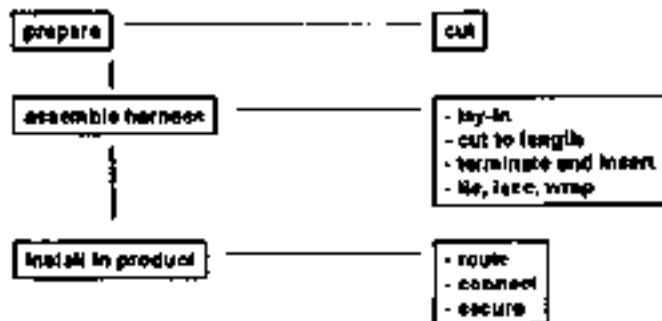 prepare
cut
assemble harness
- lay-in
- cut to length
- terminate and insert
- tie, lace, wrap
install in product
- route
- connect
- secure